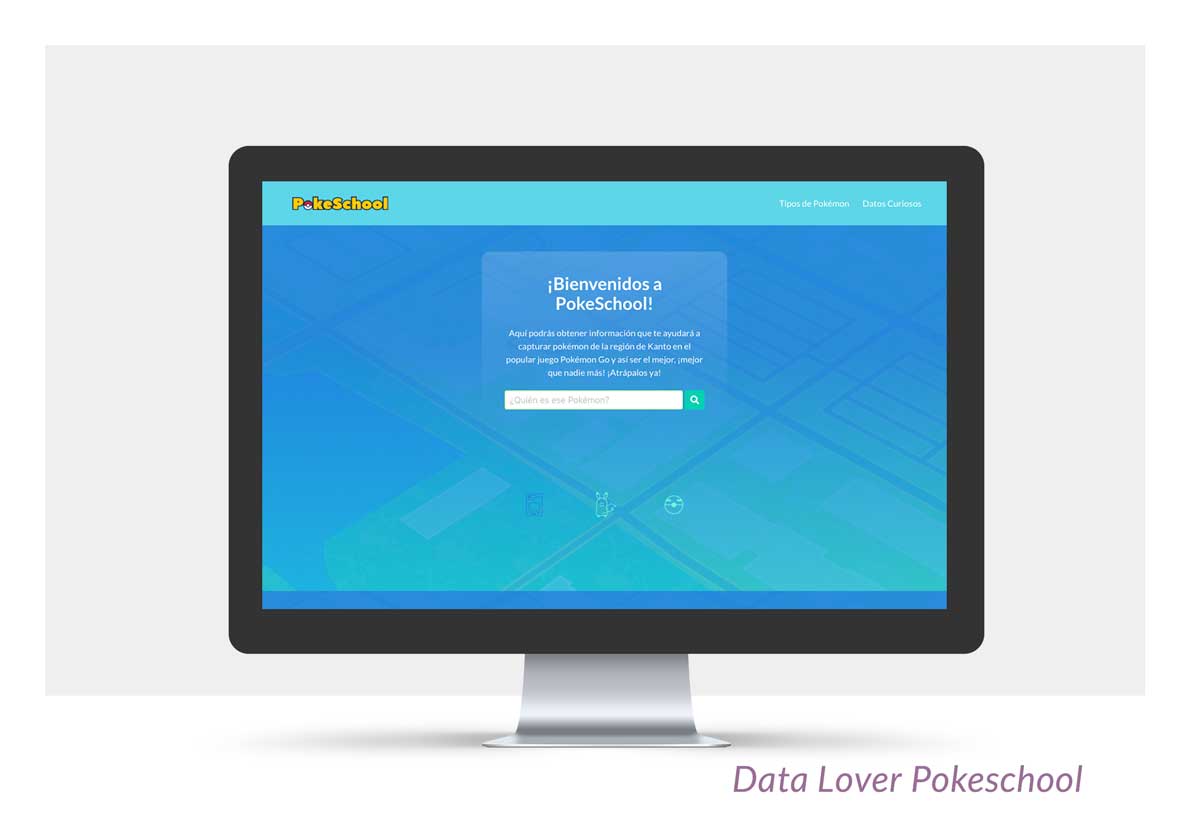 PokeSchool
Tipos de Pokémon
Datos Curiosos
¡Bienvenidos a
PokeSchool!
Aquí podrás obtener información que te ayudará a
capturar pokémon de la región de Kanto en el
popular juego Pokémon Go y así ser el mejor, ¡mejor
que nadie más! ¡Atrápalos ya!
¿Quién es ese Pokémon?
Data Lover Pokeschool